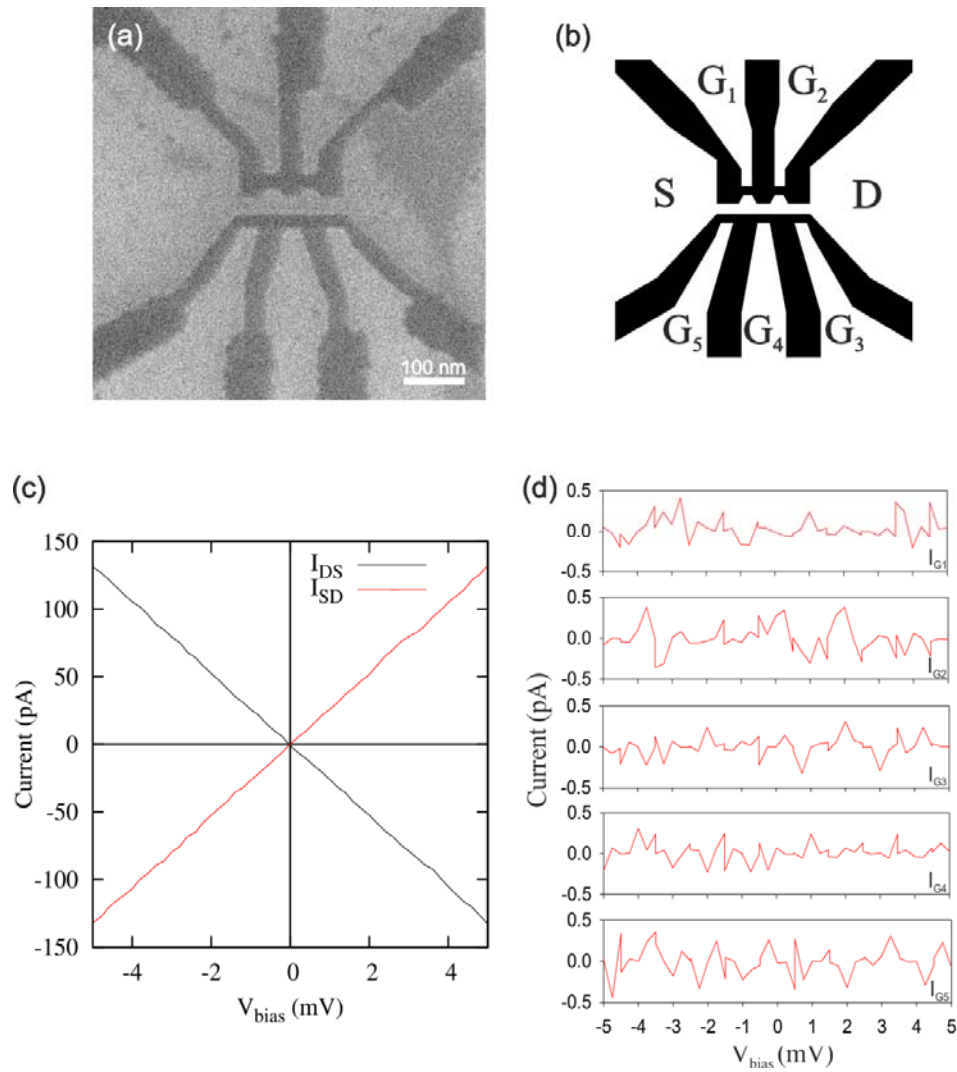 (a)
100 nm
(b)
G1 G2
S D
G5 G4 G3
(c)
150
100
50
0
-50
-100
-150
Current (pA)
IDS
ISD
-4 -2 0 2 4
Vbias (mV)
(d)
Current (pA)
0.5
0.0
-0.5
IG1
0.5
0.0
-0.5
IG2
0.5
0.0
-0.5
IG3
0.5
0.0
-0.5
IG4
0.5
0.0
-0.5
IG5
-5 -4 -3 -2 -1 0 1 2 3 4 5
Vbias (mV)